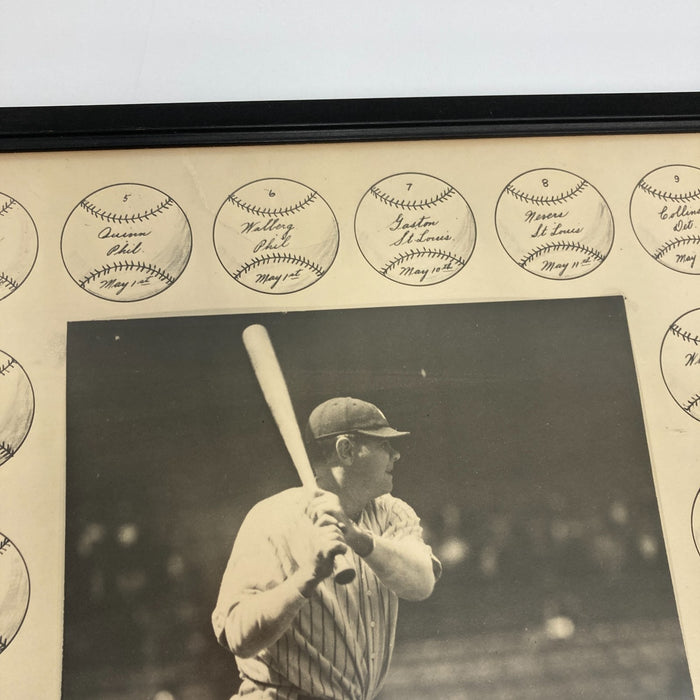 5
Quinn
Phil.
May 1st
6
Walberg
Phil
May 1st
7
Gaston
St Louis.
May 10th
8
Nevers
St Louis
May 11th
9
Det.
May